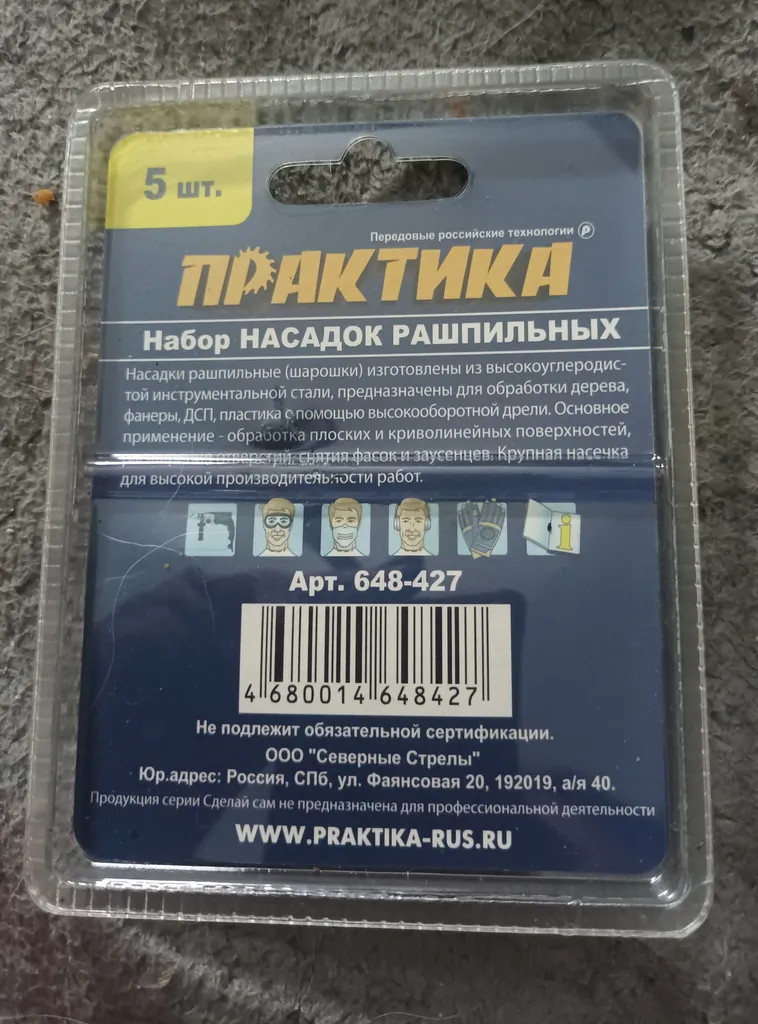 5 шт.
Передовые российские технологии
ПРАКТИКА
Набор НАСАДОК РАШПИЛЬНЫХ
Насадки рашпильные (шарошки) изготовлены из высокоуглеродис-
той инструментальной стали, предназначены для обработки дерева,
фанеры, ДСП, пластика с помощью высокооборотной дрели. Основное
применение - обработка плоских и криволинейных поверхностей,
отверстий, снятия фасок и заусенцев. Крупная насечка
для высокой производительности работ.
Арт. 648-427
4 680014 648427
Не подлежит обязательной сертификации.
ООО "Северные Стрелы"
Юр.адрес: Россия, СПб, ул. Фаянсовая 20, 192019, а/я 40.
Продукция серии Сделай сам не предназначена для профессиональной деятельности
WWW.PRAKTIKA-RUS.RU